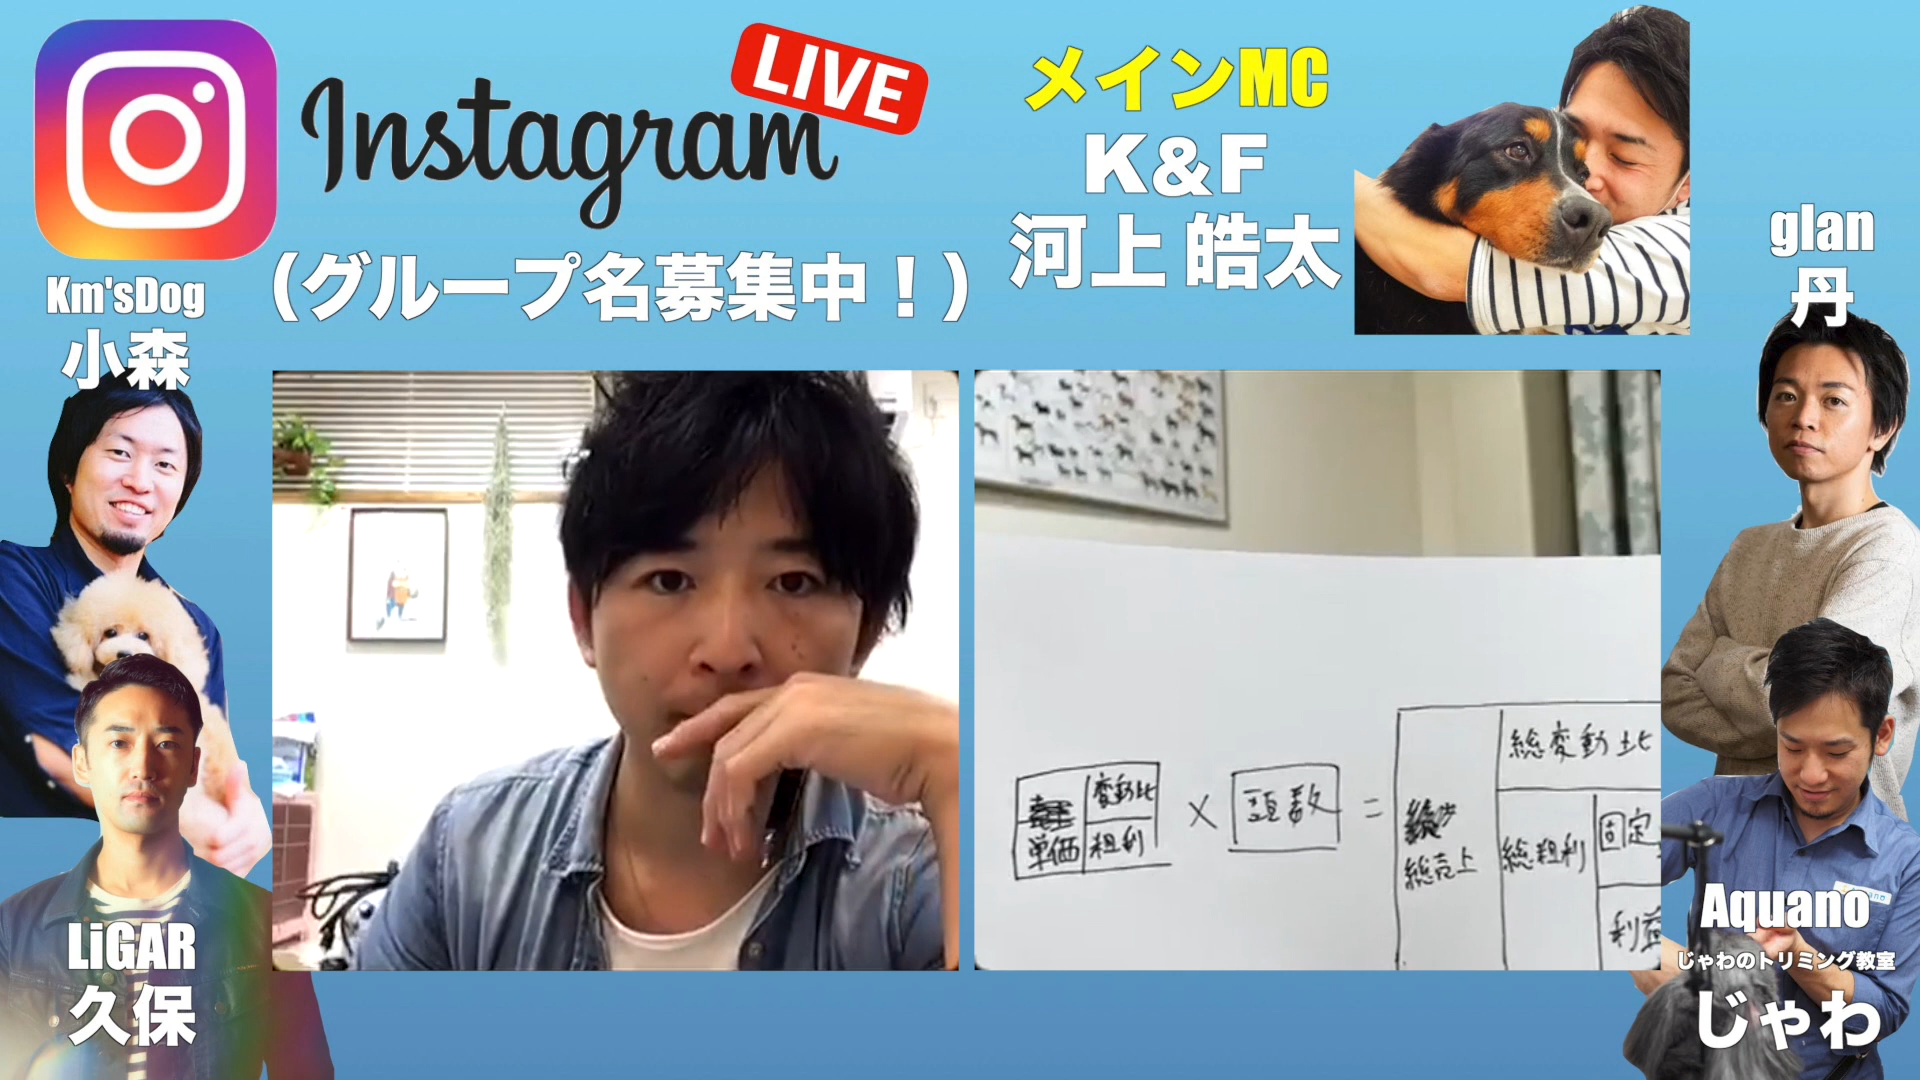 Instagram
LIVE
(グループ名募集中！)
メインMC
K&F
河上 皓太
Km'sDog
小森
glan
丹
LiGAR
久保
Aquano
じゃわのトリミング教室
じゃわ
変動比
単価
粗利
×
頭数
=
総変動比
総売上
総粗利
固定
利益